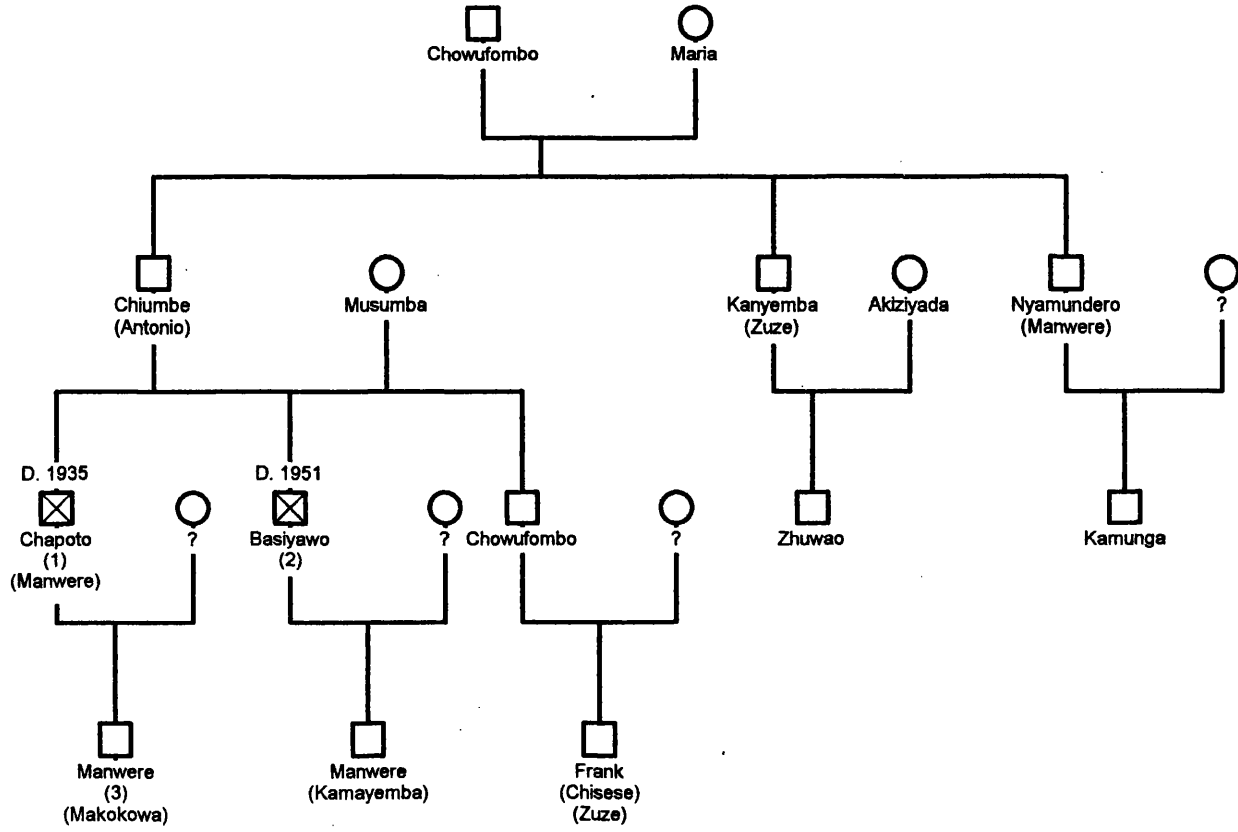 Chowufombo
Maria
Chiumbe
(Antonio)
Musumba
Kanyemba
(Zuze)
Akiziyada
Nyamundero
(Manwere)
?
D. 1935
Chapoto
(1)
(Manwere)
?
D. 1951
Basiyawo
(2)
?
Chowufombo
?
Zhuwao
Kamunga
Manwere
(3)
(Makokowa)
Manwere
(Kamayemba)
Frank
(Chisese)
(Zuze)